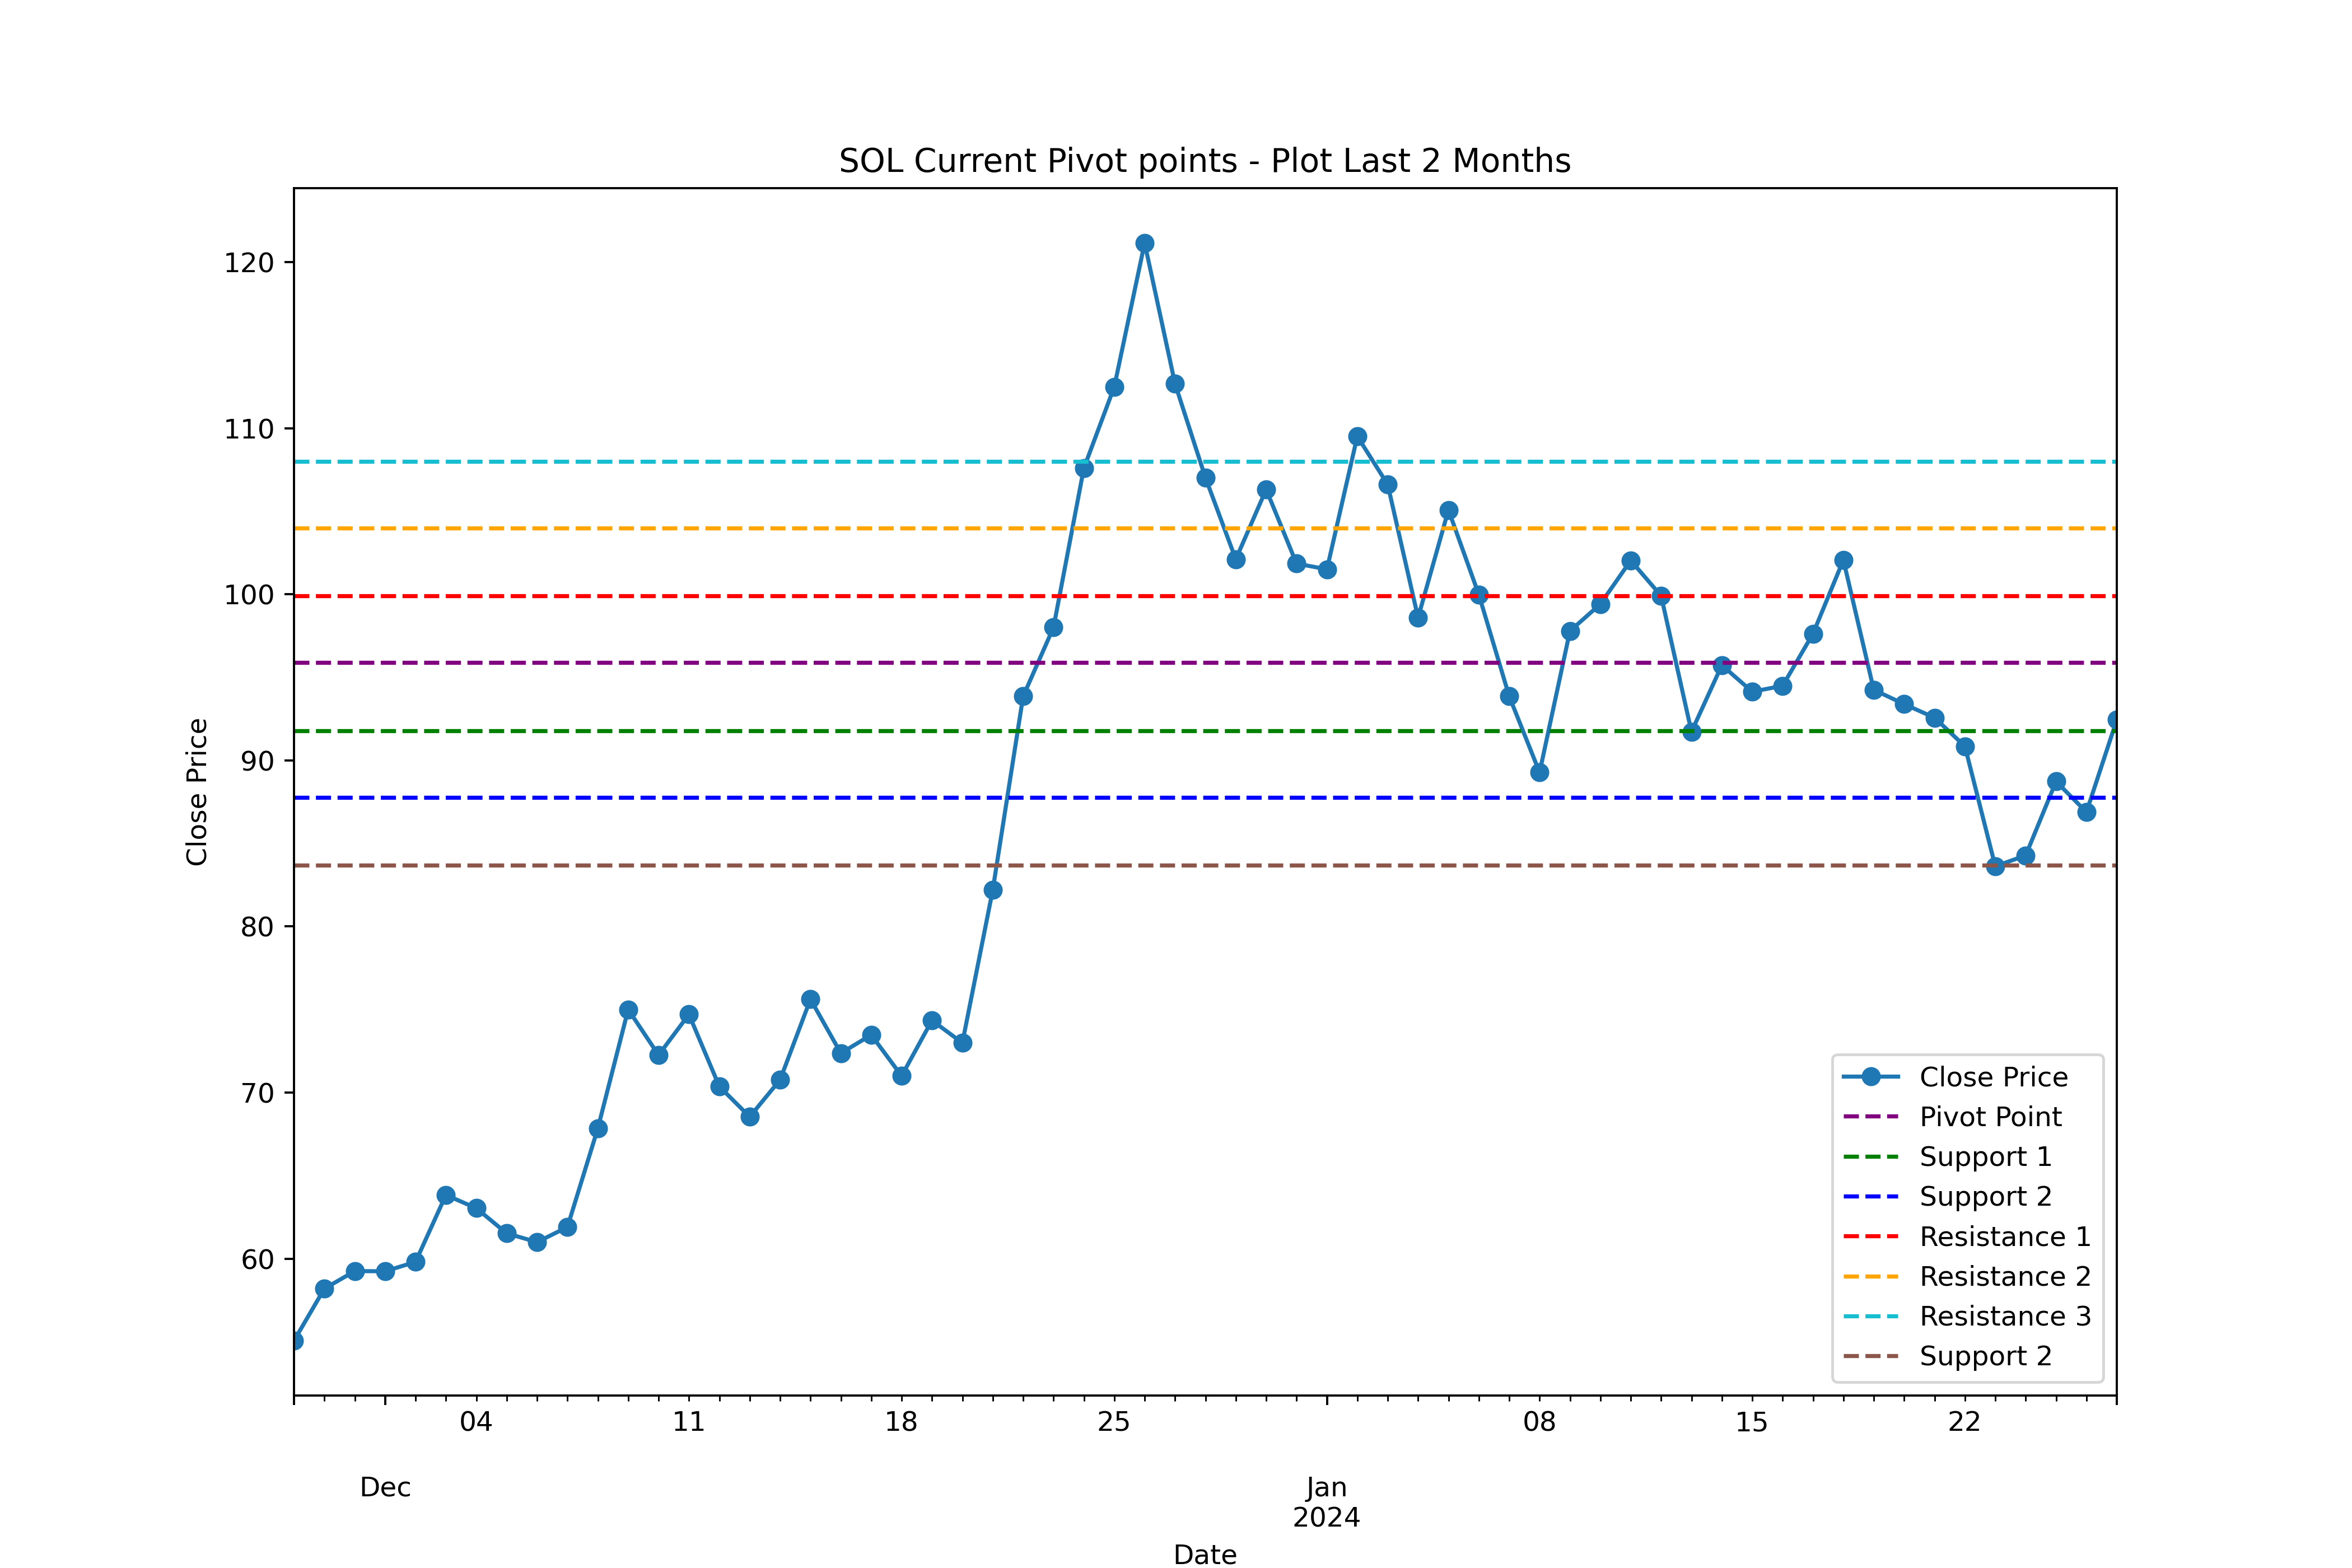 SOL Current Pivot points - Plot Last 2 Months
120
110
100
90
80
70
60
Close Price
Close Price
Pivot Point
Support 1
Support 2
Resistance 1
Resistance 2
Resistance 3
Support 2
04 11 18 25 08 15 22
Dec Jan
2024
Date